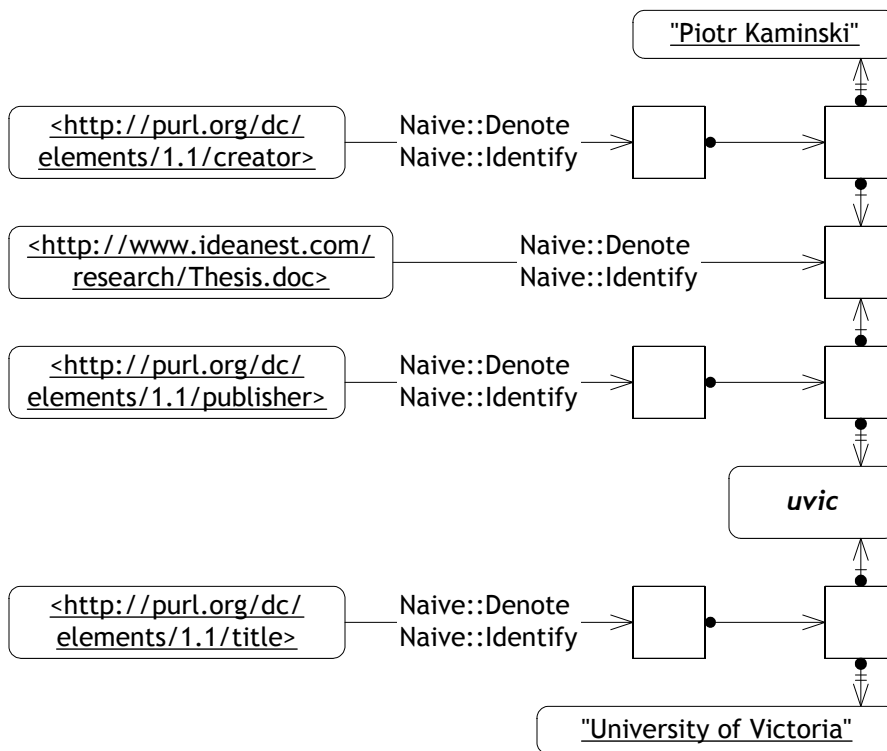 "Piotr Kaminski"
<http://purl.org/dc/
elements/1.1/creator>
Naive::Denote
Naive::Identify
<http://www.ideanest.com/
research/Thesis.doc>
Naive::Denote
Naive::Identify
<http://purl.org/dc/
elements/1.1/publisher>
Naive::Denote
Naive::Identify
uvic
<http://purl.org/dc/
elements/1.1/title>
Naive::Denote
Naive::Identify
"University of Victoria"